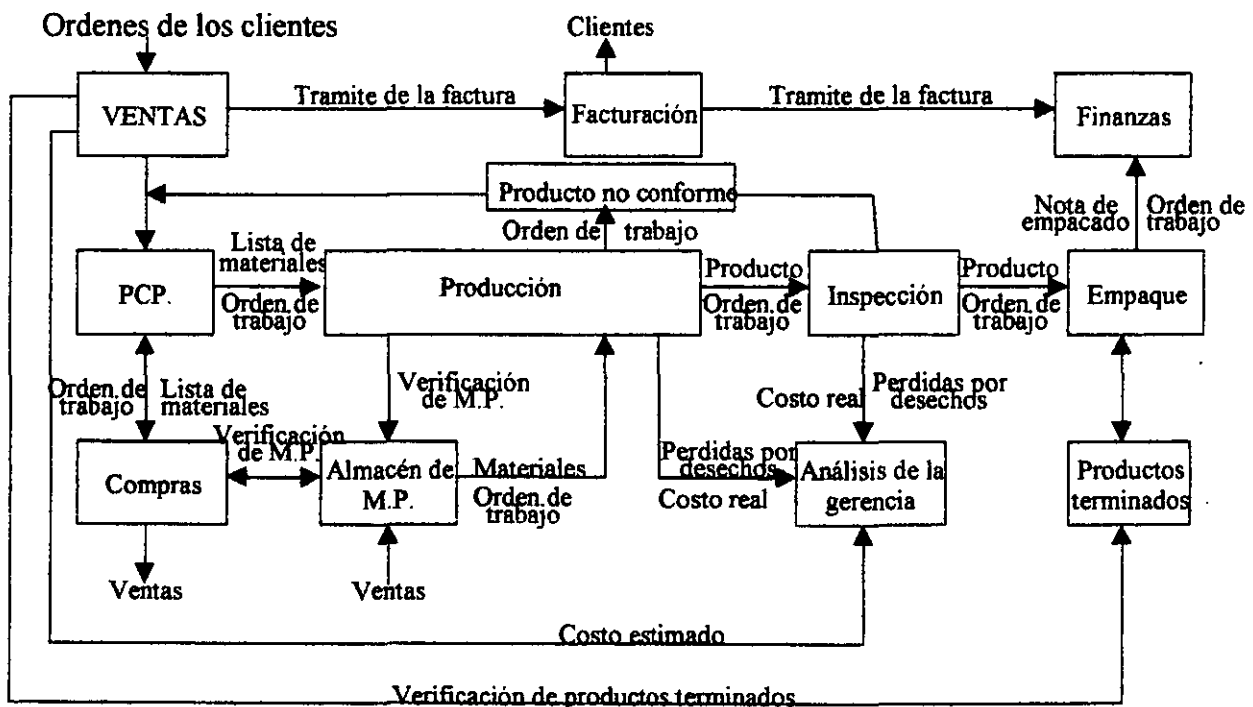 Ordenes de los clientes
Clientes
VENTAS
Tramite de la factura
Facturación
Tramite de la factura
Finanzas
Producto no conforme
Orden de trabajo
Nota de
empacado
Orden de
trabajo
Lista de
materiales
PCP.
Orden de
trabajo
Producción
Producto
Orden de
trabajo
Inspección
Producto
Orden de
trabajo
Empaque
Orden de
trabajo
Lista de
materiales
Verificación
de M.P.
Costo real
Perdidas por
desechos
Verificación
de M.P.
Compras
Almacén de
M.P.
Materiales
Orden de
trabajo
Perdidas por
desechos
Costo real
Análisis de la
gerencia
Productos
terminados
Ventas
Ventas
Costo estimado
Verificación de productos terminados